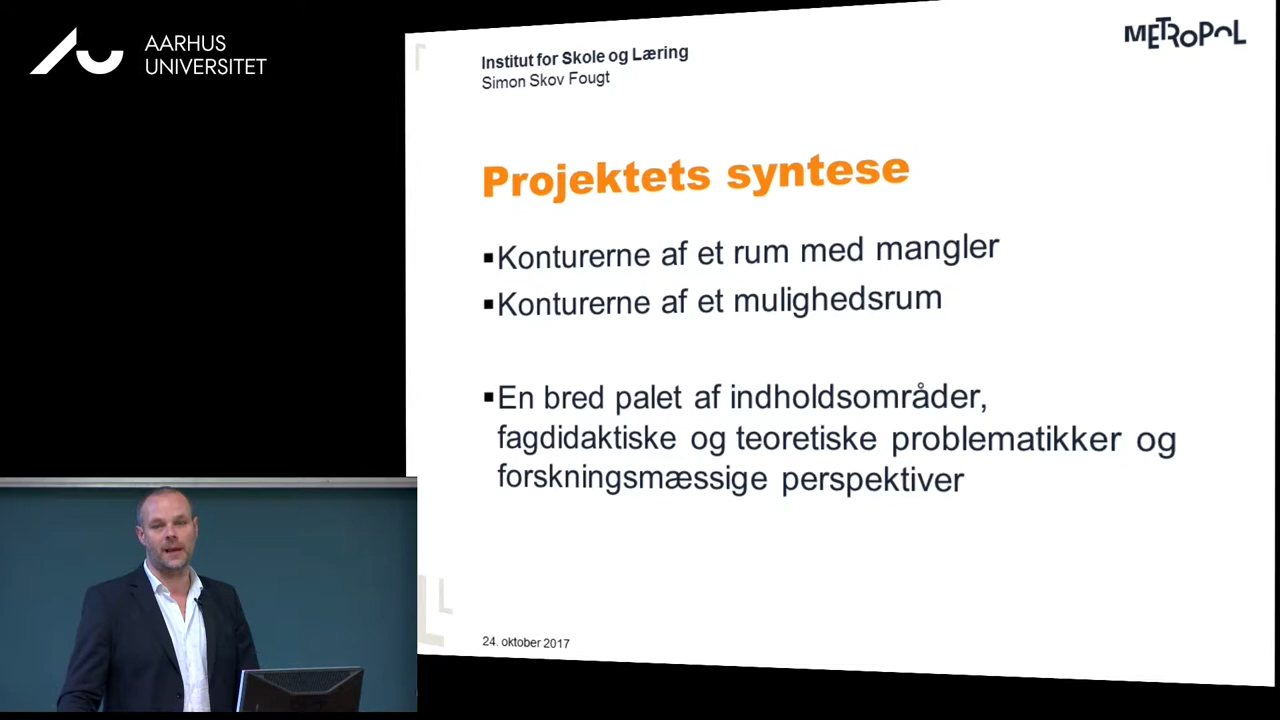 AARHUS
UNIVERSITET
METROPOL
Institut for Skole og Læring
Simon Skov Fougt
Projektets syntese
▪Konturerne af et rum med mangler
▪Konturerne af et mulighedsrum
▪En bred palet af indholdsområder,
fagdidaktiske og teoretiske problematikker og
forskningsmæssige perspektiver
24. oktober 2017